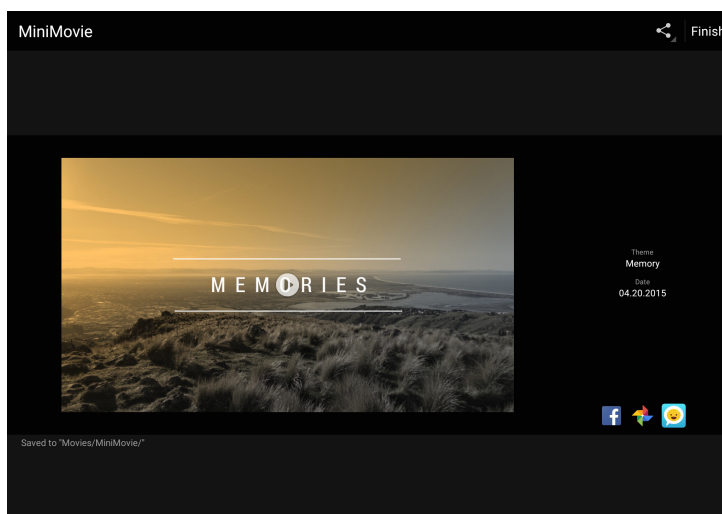 MiniMovie
Finish
MEMORIES
Theme
Memory
Date
04.20.2015
Saved to "Movies/MiniMovie/"